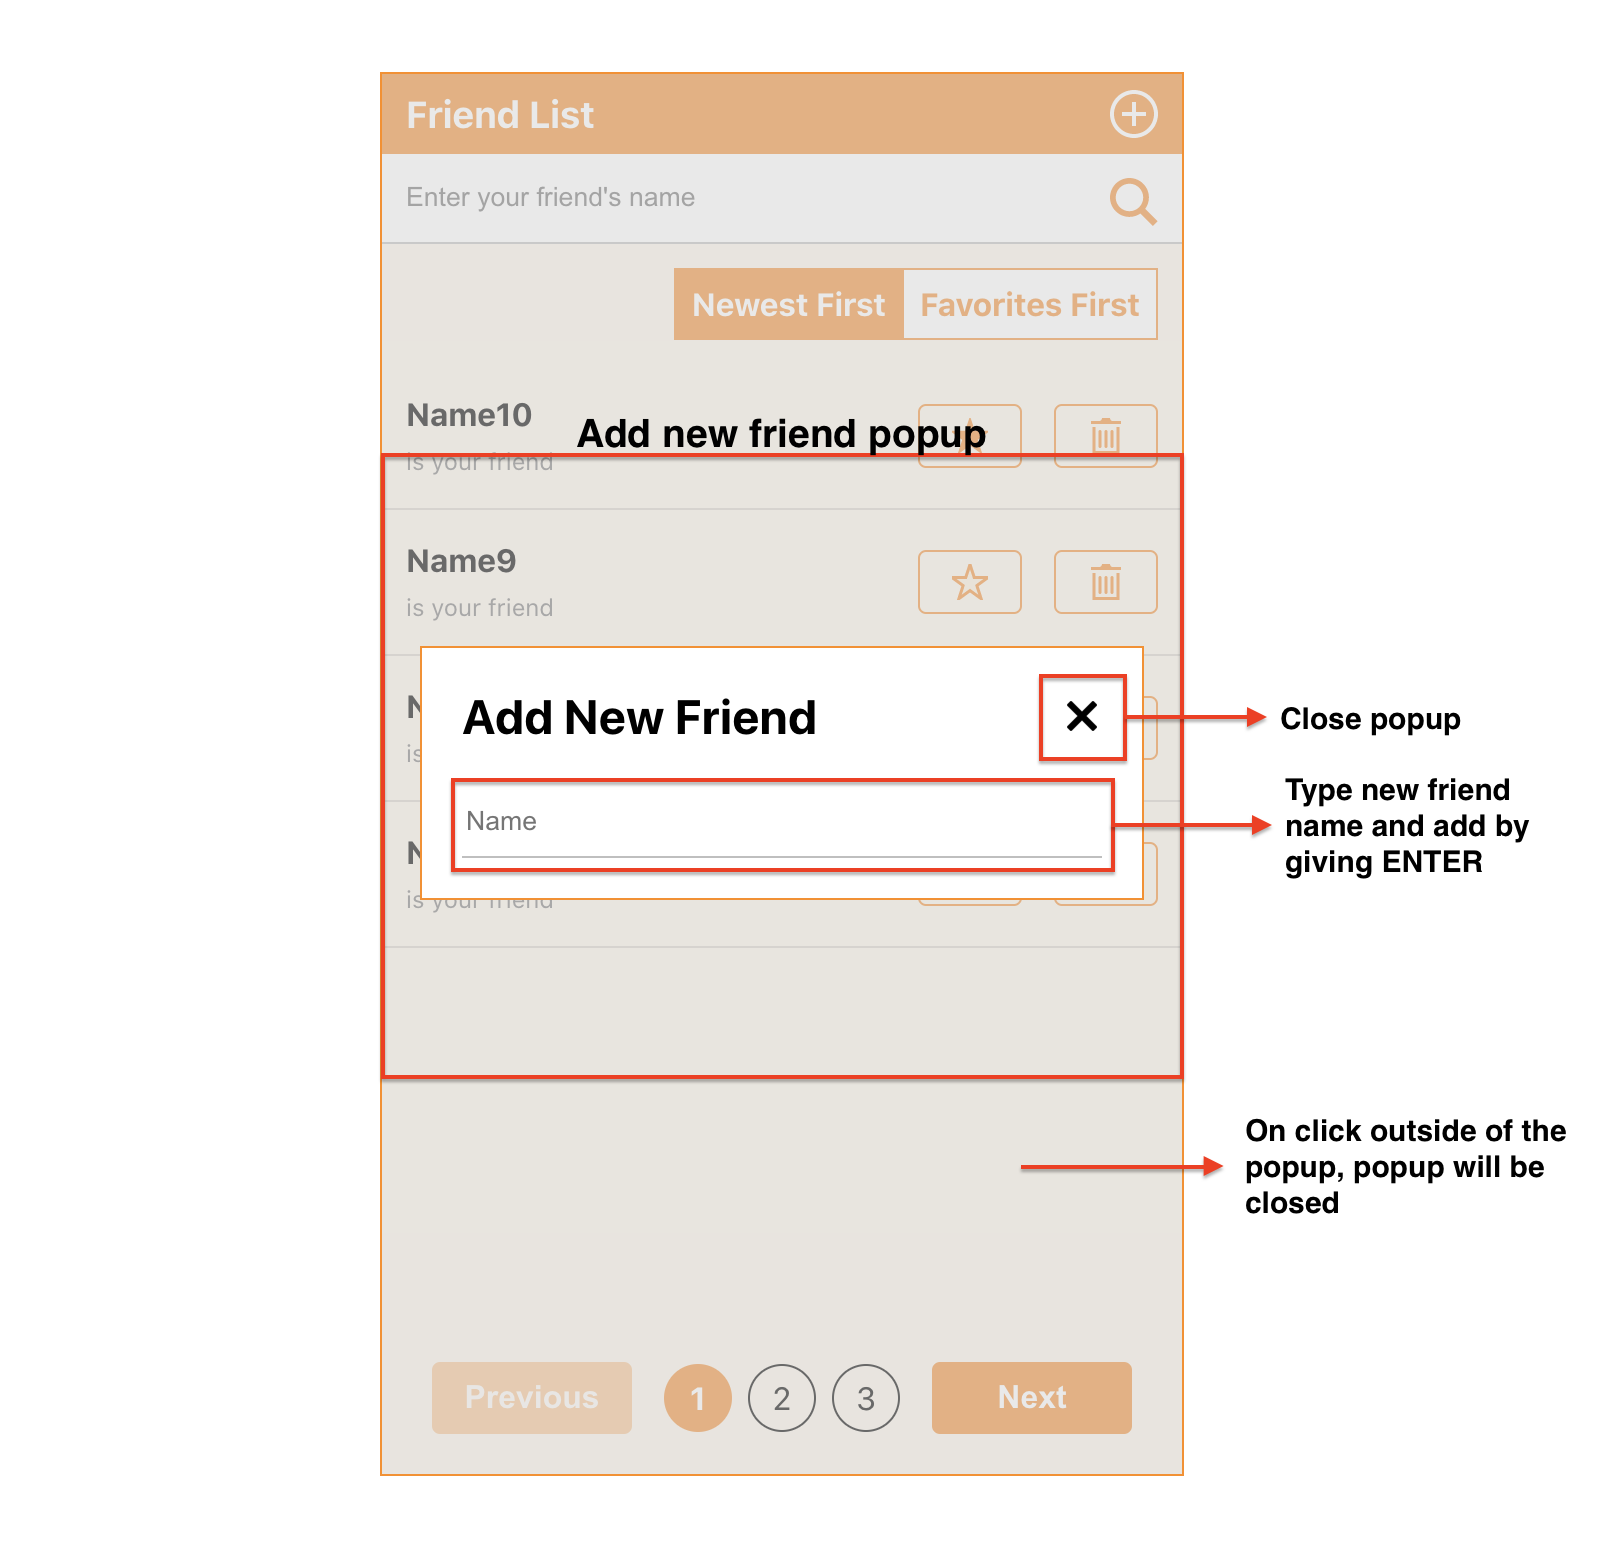 Friend List
Enter your friend's name
Newest First
Favorites First
Name10
is your friend
Add new friend popup
Name9
is your friend
N
is
Add New Friend
Close popup
Name
Type new friend
name and add by
giving ENTER
N
is your friend
On click outside of the
popup, popup will be
closed
Previous
1
2
3
Next